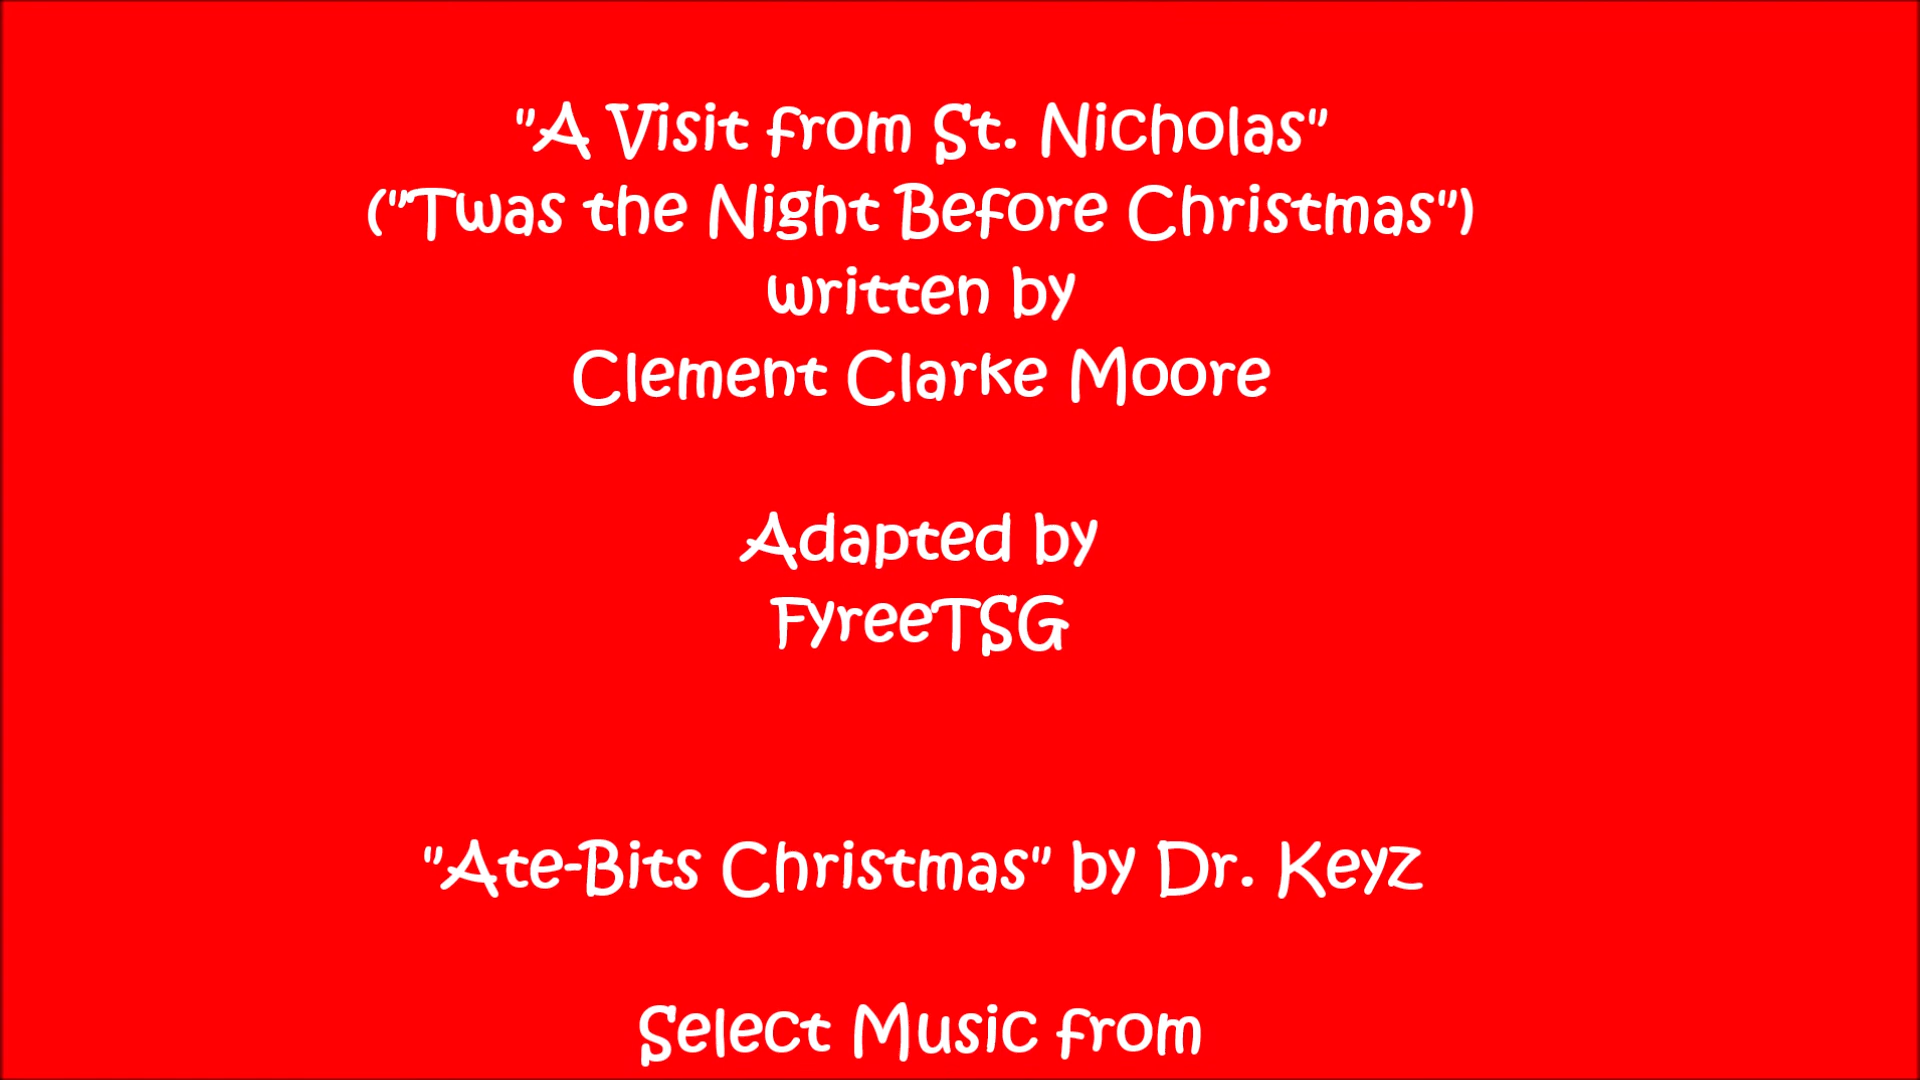 "A Visit from St. Nicholas"
("Twas the Night Before Christmas")
written by
Clement Clarke Moore
Adapted by
FyreeTSG
"Ate-Bits Christmas" by Dr. Keyz
Select Music from